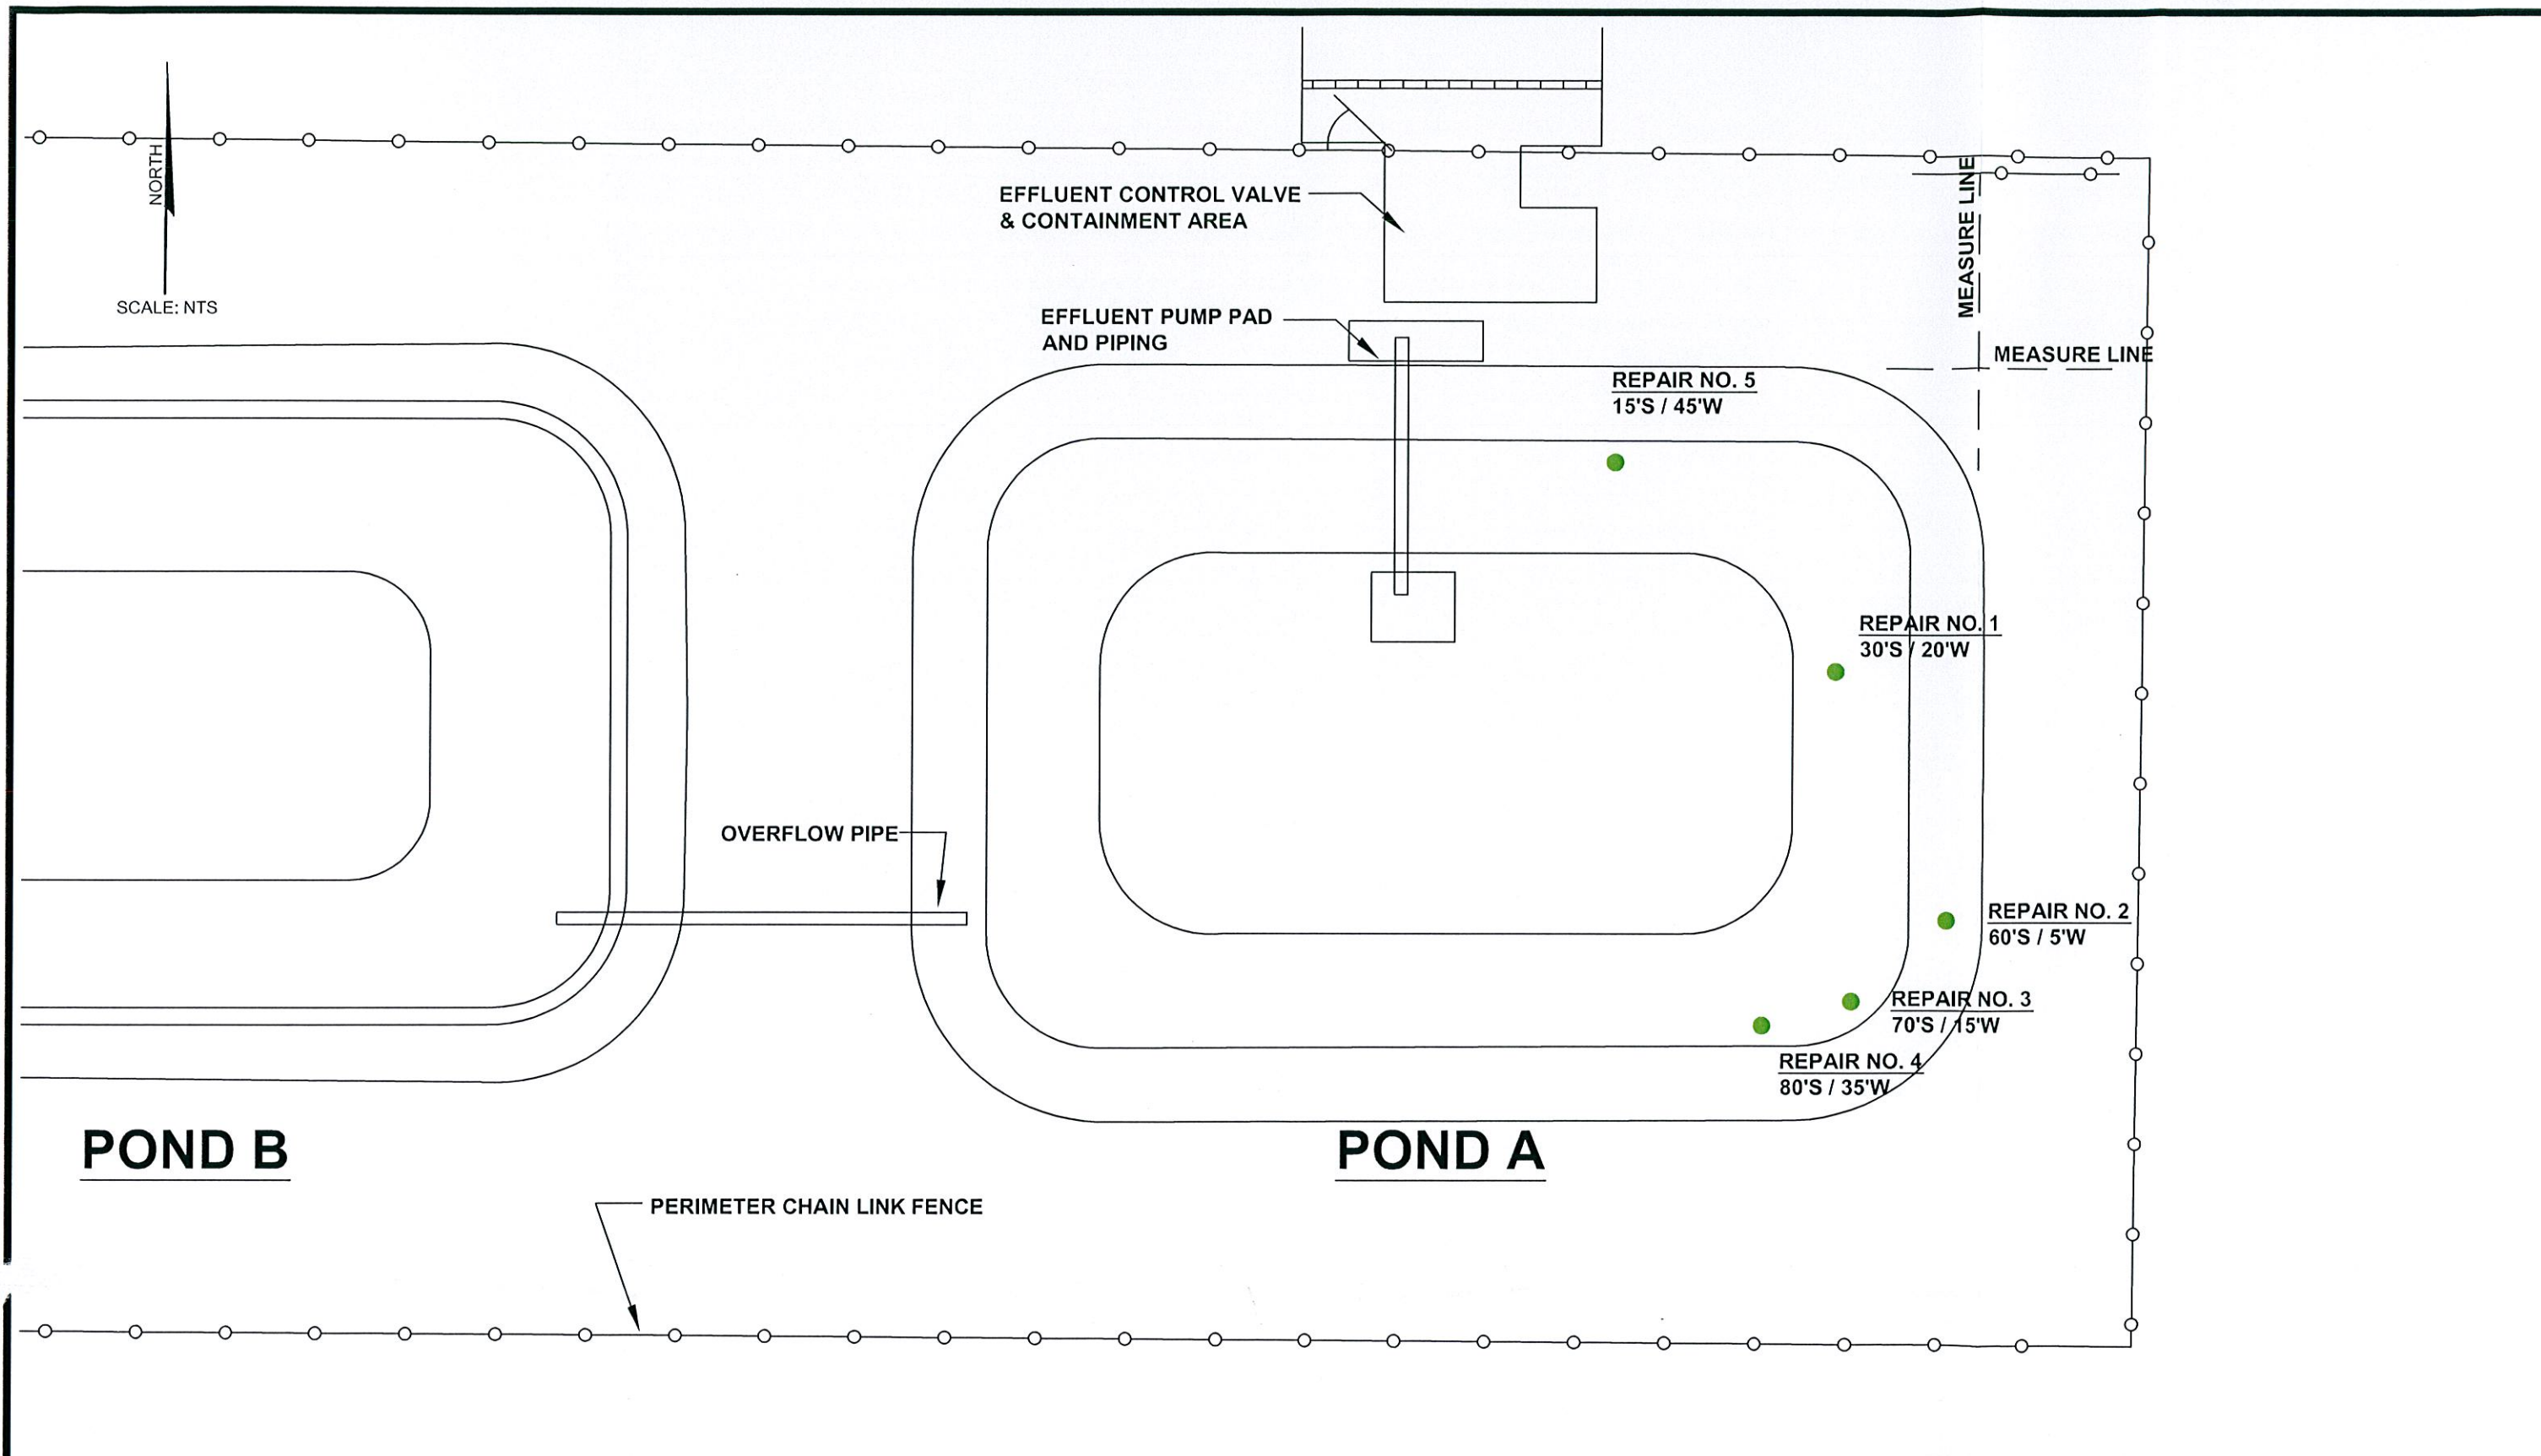 NORTH
SCALE: NTS
EFFLUENT CONTROL VALVE
& CONTAINMENT AREA
EFFLUENT PUMP PAD
AND PIPING
MEASURE LINE
MEASURE LINE
REPAIR NO. 5
15'S / 45'W
REPAIR NO. 1
30'S / 20'W
OVERFLOW PIPE
REPAIR NO. 2
60'S / 5'W
REPAIR NO. 3
70'S / 15'W
REPAIR NO. 4
80'S / 35'W
POND B
POND A
PERIMETER CHAIN LINK FENCE